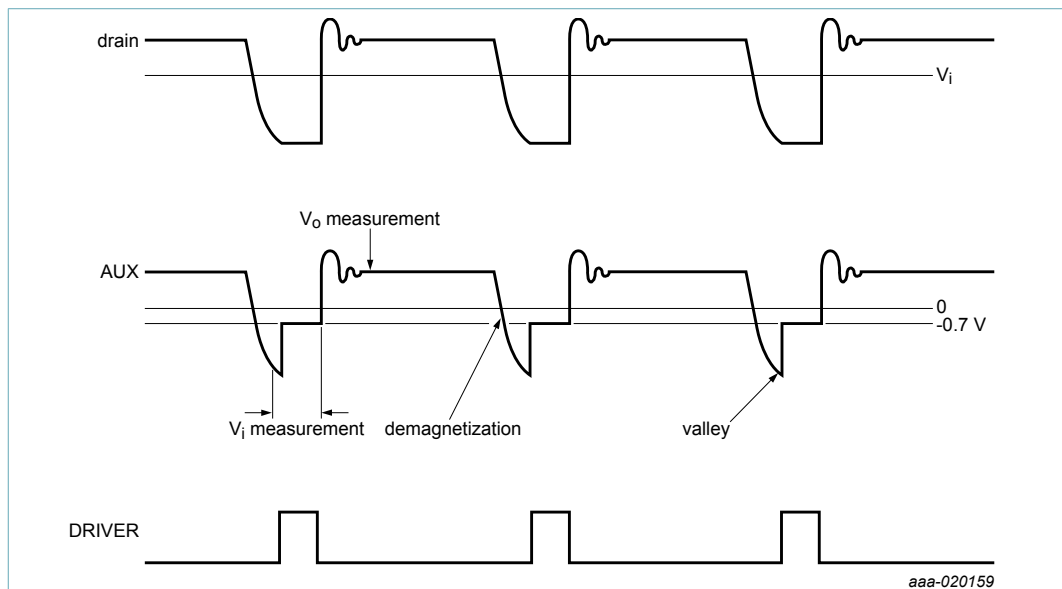 drain
Vi
Vo measurement
AUX
0
-0.7 V
Vi measurement
demagnetization
valley
DRIVER
aaa-020159